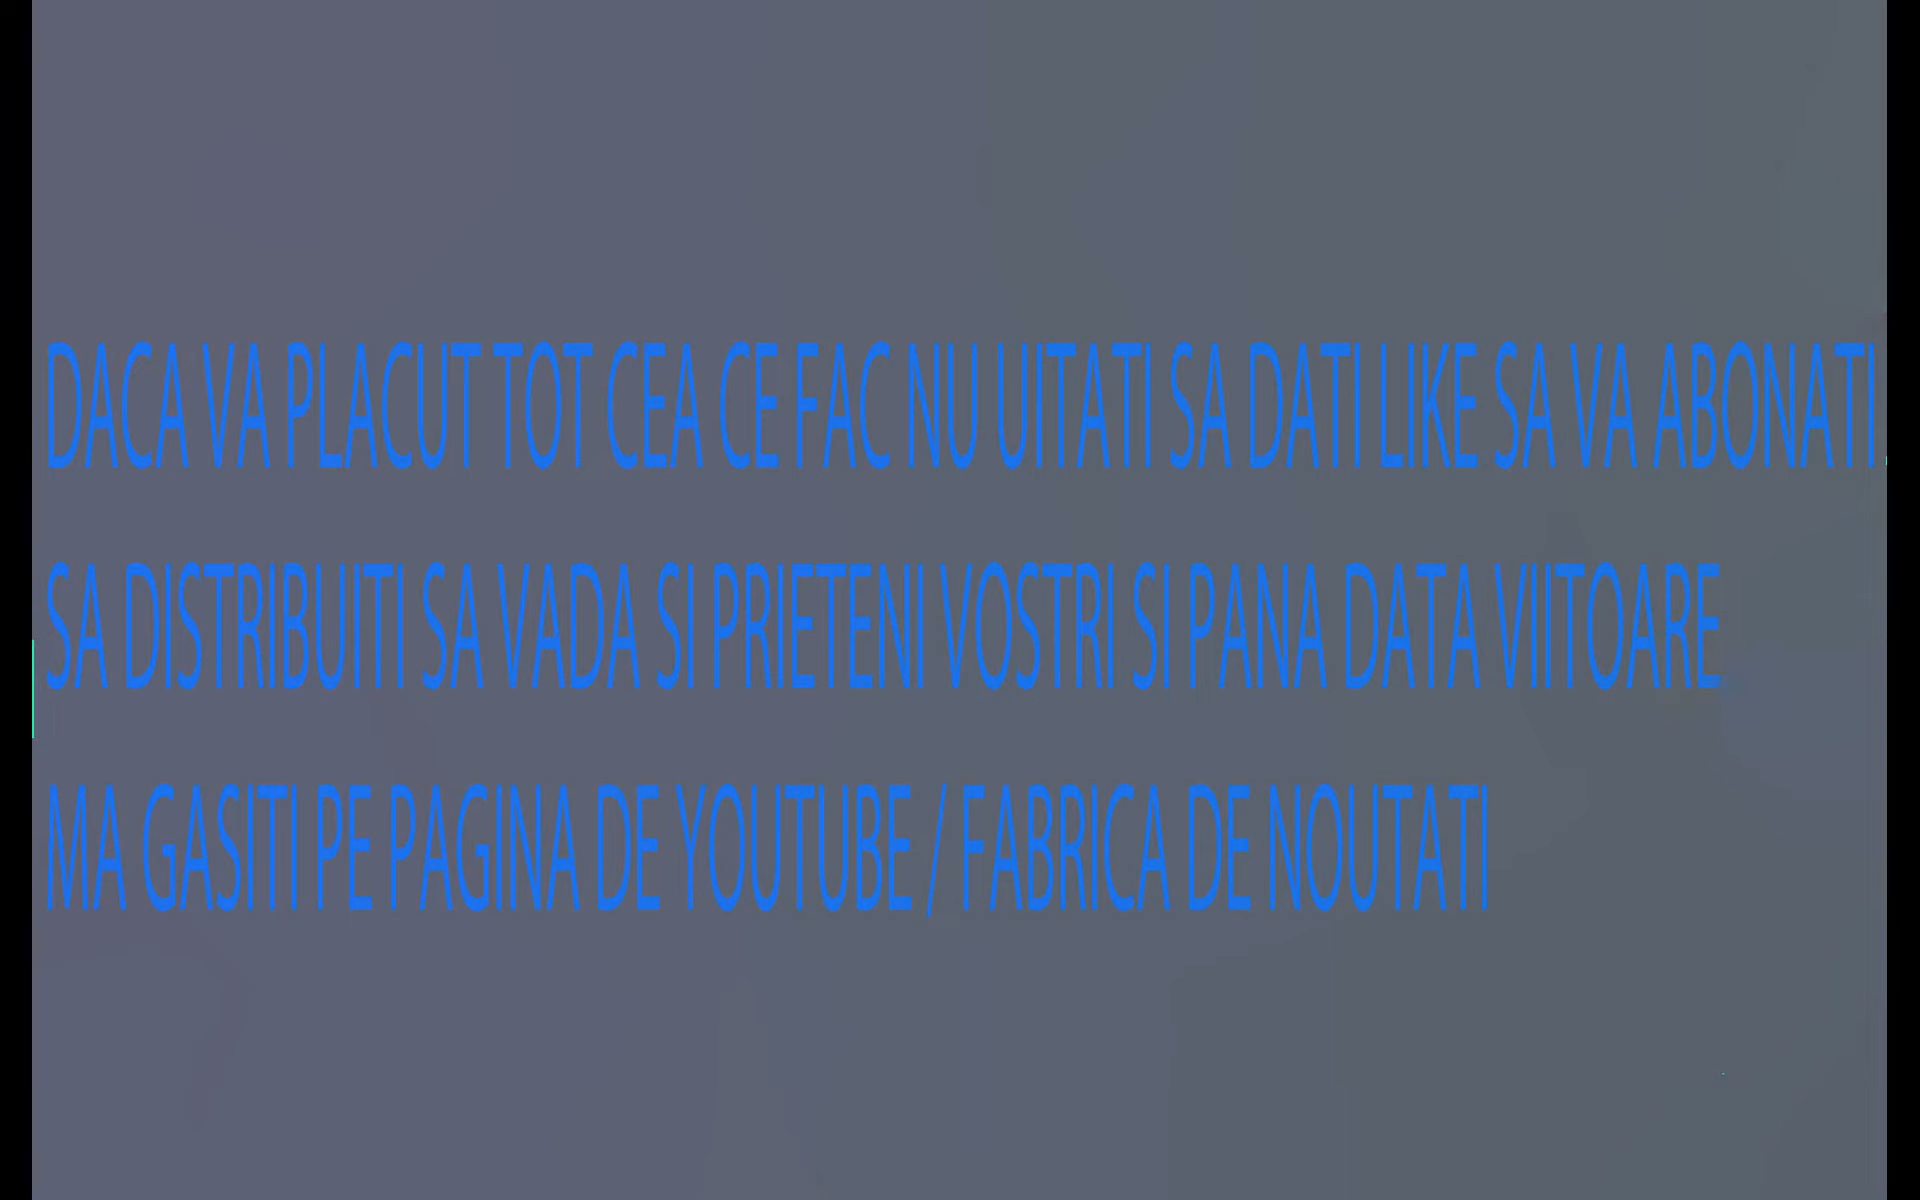 DACA VA PLACUT TOT CEA CE FAC NU UITATI SA DATI LIKE SA VA ABONATI
SA DISTRIBUITI SA VADA SI PRIETENI VOSTRI SI PANA DATA VIITOARE
MA GASITI PE PAGINA DE YOUTUBE / FABRICA DE NOUTATI